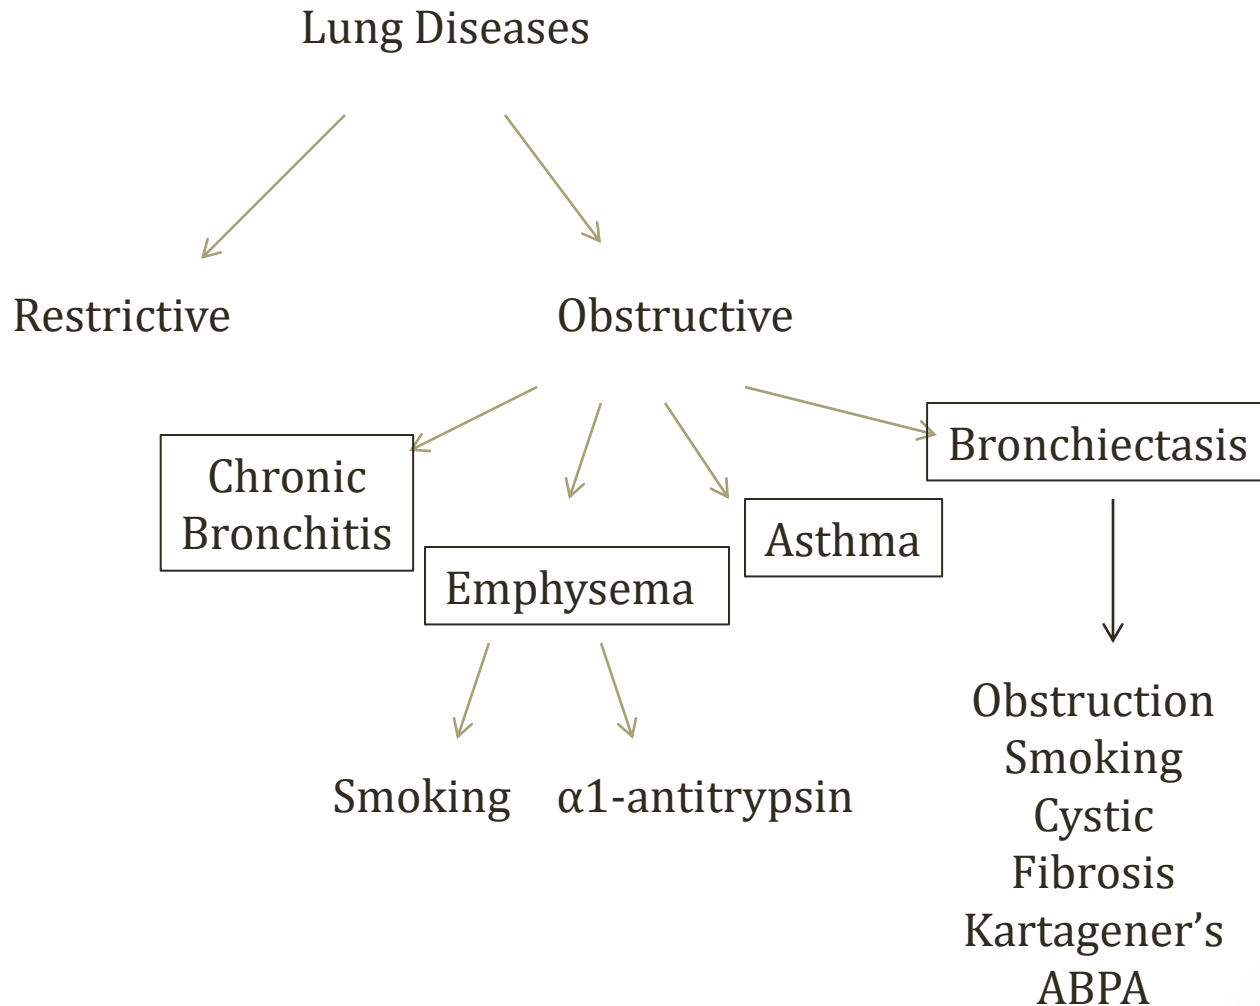 Lung Diseases
Restrictive
Obstructive
Chronic
Bronchitis
Emphysema
Asthma
Bronchiectasis
Smoking
α1-antitrypsin
Obstruction
Smoking
Cystic
Fibrosis
Kartagener’s
ABPA